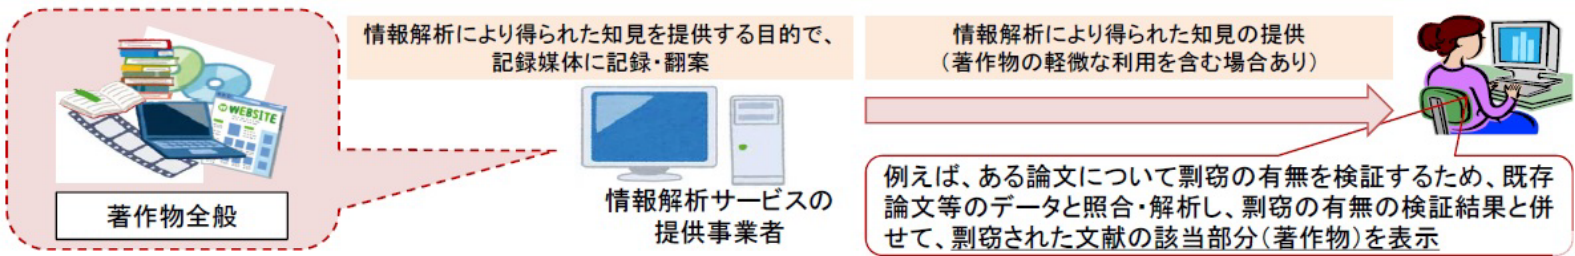 情報解析により得られた知見を提供する目的で、
記録媒体に記録・翻案
情報解析により得られた知見の提供
（著作物の軽微な利用を含む場合あり）
WEBSITE
著作物全般
情報解析サービスの
提供事業者
例えば、ある論文について剽窃の有無を検証するため、既存
論文等のデータと照合・解析し、剽窃の有無の検証結果と併
せて、剽窃された文献の該当部分（著作物）を表示